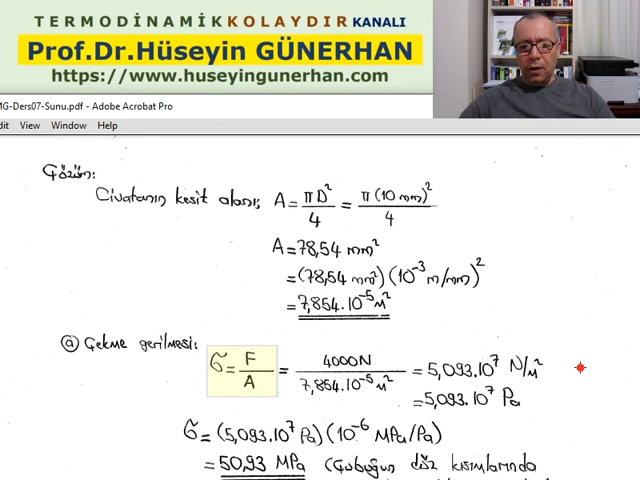 TERMODİNAMİKKOLAYDIR KANALI
Prof.Dr.Hüseyin GÜNERHAN
https://www.huseyingunerhan.com
MG-Ders07-Sunu.pdf - Adobe Acrobat Pro
dit View Window Help
Çözüm:
Civatanın kesit alanı; A = πD²/4 = π(10 mm)²/4
A = 78,54 mm²
= (78,54 mm²)(10⁻³ m/mm)²
= 7,854.10⁻⁵ m²
ⓐ Çekme gerilmesi;
σ = F/A = 4000N/7,854.10⁻⁵ m² = 5,093.10⁷ N/m²
= 5,093.10⁷ Pa
σ = (5,093.10⁷ Pa)(10⁻⁶ MPa/Pa)
= 50,93 MPa (Çubuğun düz kısımlarında